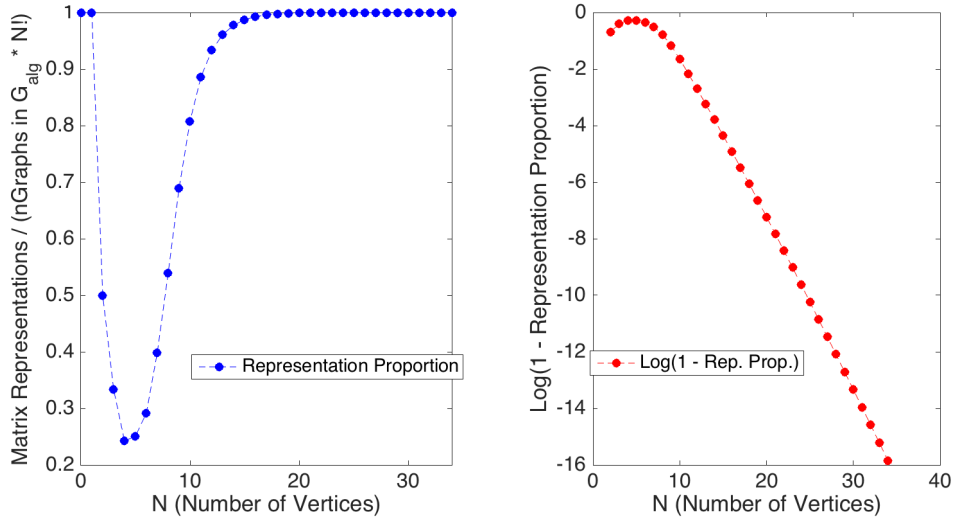 Matrix Representations / (nGraphs in G_alg * N!)
1
0.9
0.8
0.7
0.6
0.5
0.4
0.3
0.2
Representation Proportion
0 10 20 30
N (Number of Vertices)
Log(1 - Representation Proportion)
0
-2
-4
-6
-8
-10
-12
-14
-16
Log(1 - Rep. Prop.)
0 10 20 30 40
N (Number of Vertices)